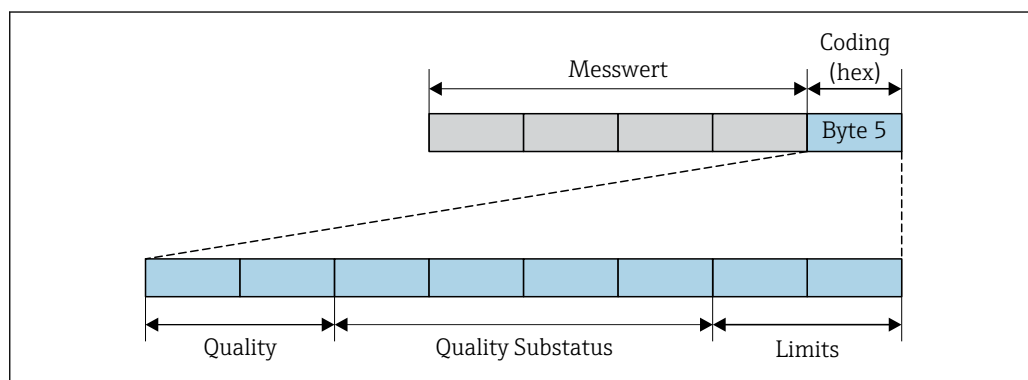 Coding
(hex)
Messwert
Byte 5
Quality
Quality Substatus
Limits